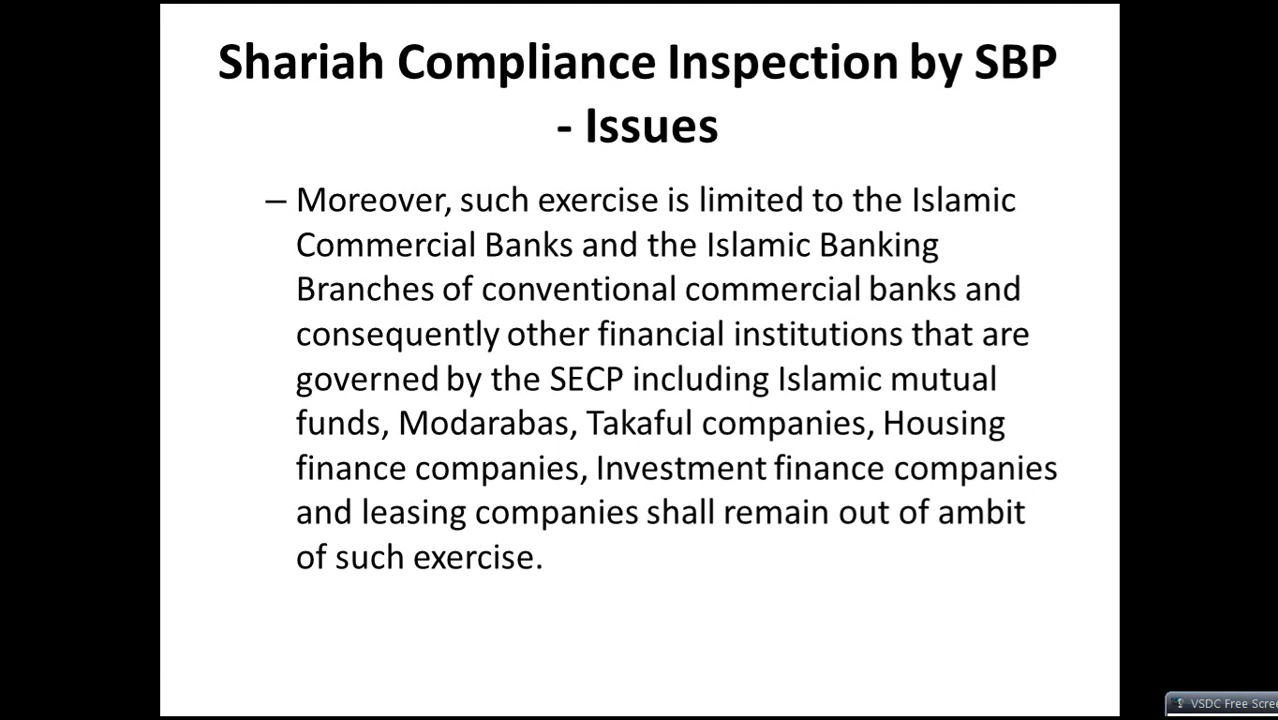 Shariah Compliance Inspection by SBP
- Issues
– Moreover, such exercise is limited to the Islamic
Commercial Banks and the Islamic Banking
Branches of conventional commercial banks and
consequently other financial institutions that are
governed by the SECP including Islamic mutual
funds, Modarabas, Takaful companies, Housing
finance companies, Investment finance companies
and leasing companies shall remain out of ambit
of such exercise.
VSDC Free Scre